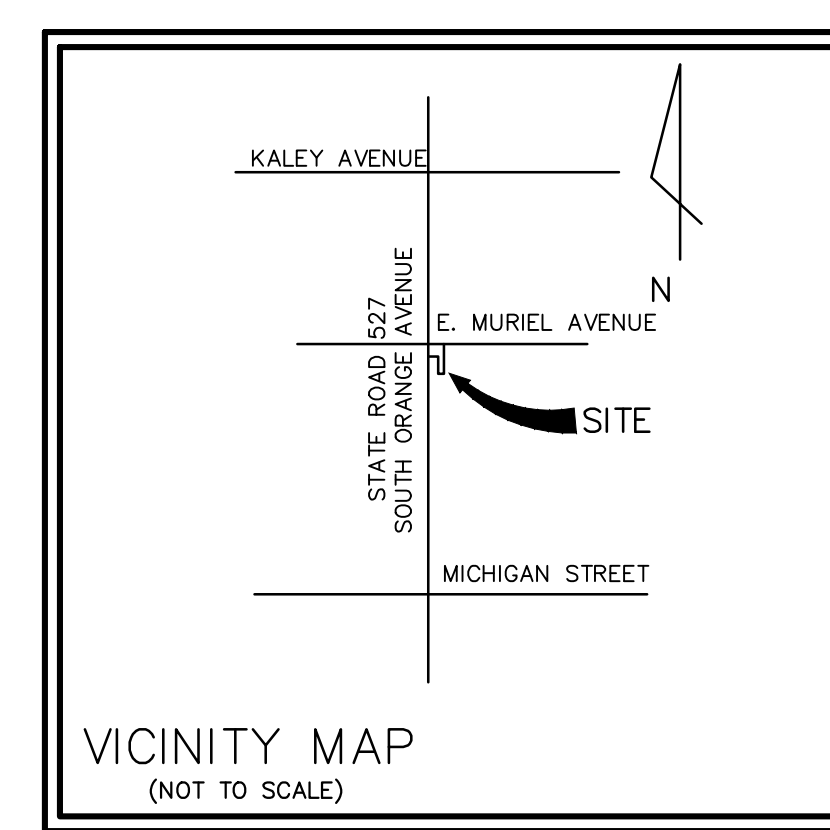 KALEY AVENUE
N
E. MURIEL AVENUE
STATE ROAD 527
SOUTH ORANGE AVENUE
SITE
MICHIGAN STREET
VICINITY MAP
(NOT TO SCALE)